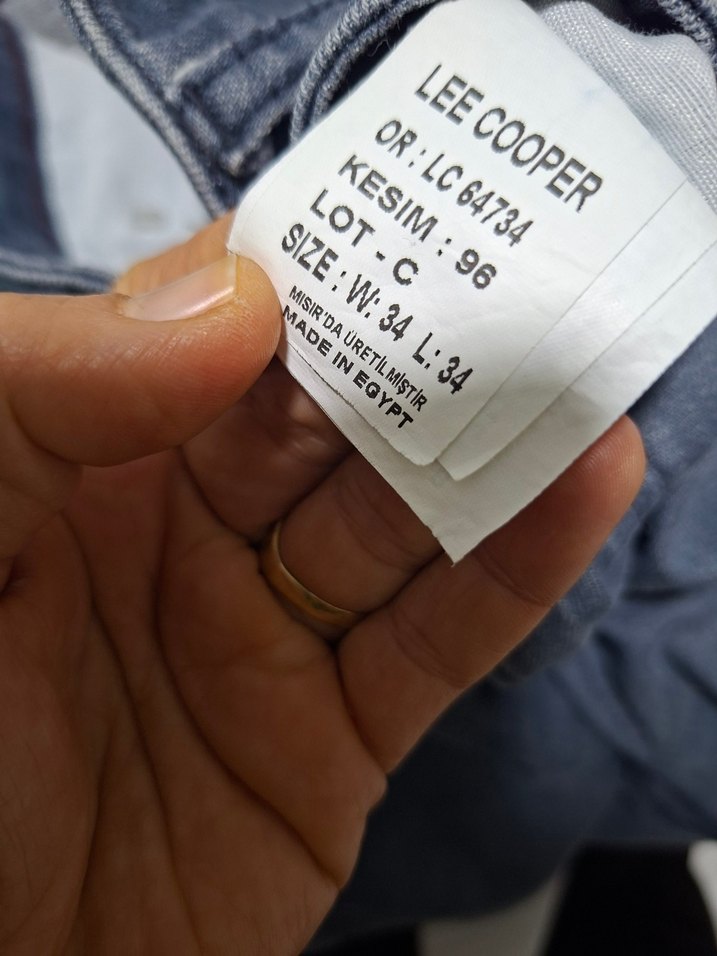 LEE COOPER
OR : LC 64734
KESIM : 96
LOT - C
SIZE : W: 34 L: 34
MISIR'DA ÜRETİLMİŞTİR
MADE IN EGYPT